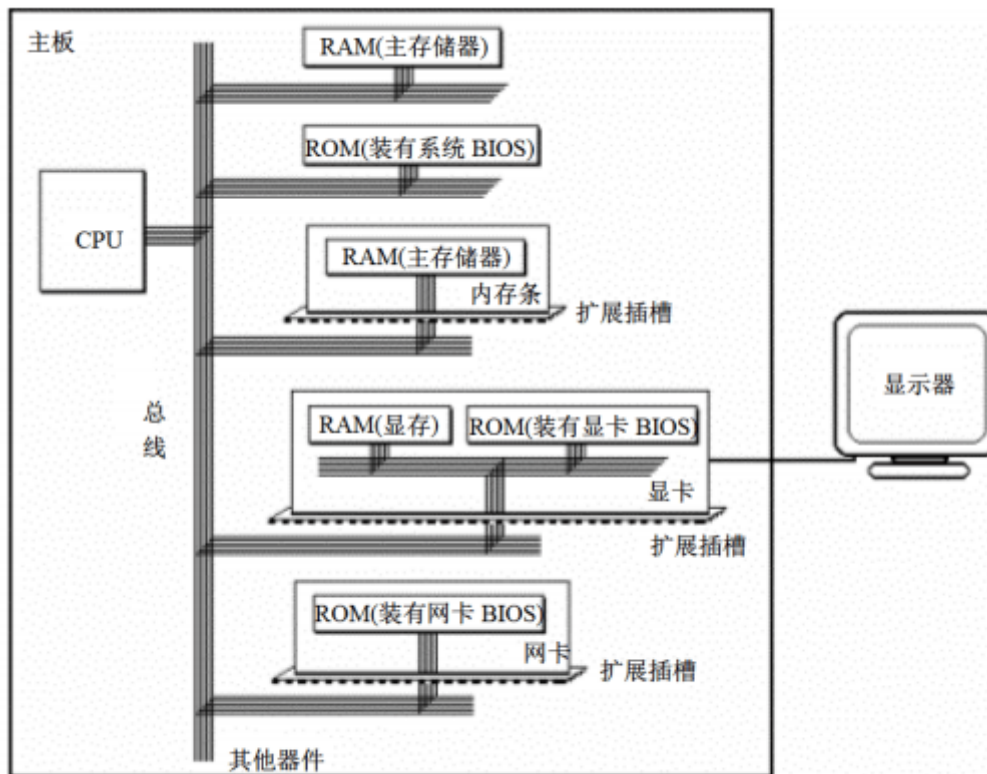 主板
RAM(主存储器)
ROM(装有系统 BIOS)
CPU
RAM(主存储器)
内存条
扩展插槽
显示器
总
线
RAM(显存)
ROM(装有显卡 BIOS)
显卡
扩展插槽
ROM(装有网卡 BIOS)
网卡
扩展插槽
其他器件